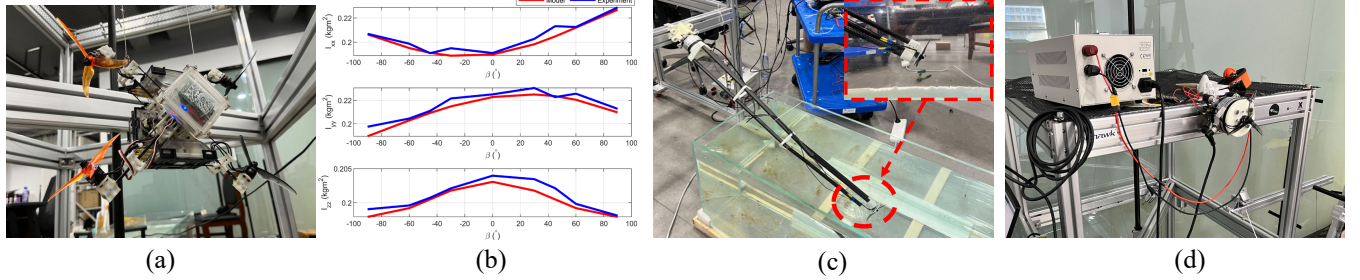 Model
Experiment
0.22
0.2
I_xx (kgm²)
-100 -80 -60 -40 -20 0 20 40 60 80 100
β (°)
0.22
0.2
I_yy (kgm²)
-100 -80 -60 -40 -20 0 20 40 60 80 100
β (°)
0.205
0.2
I_zz (kgm²)
-100 -80 -60 -40 -20 0 20 40 60 80 100
β (°)
(a)
(b)
(c)
(d)